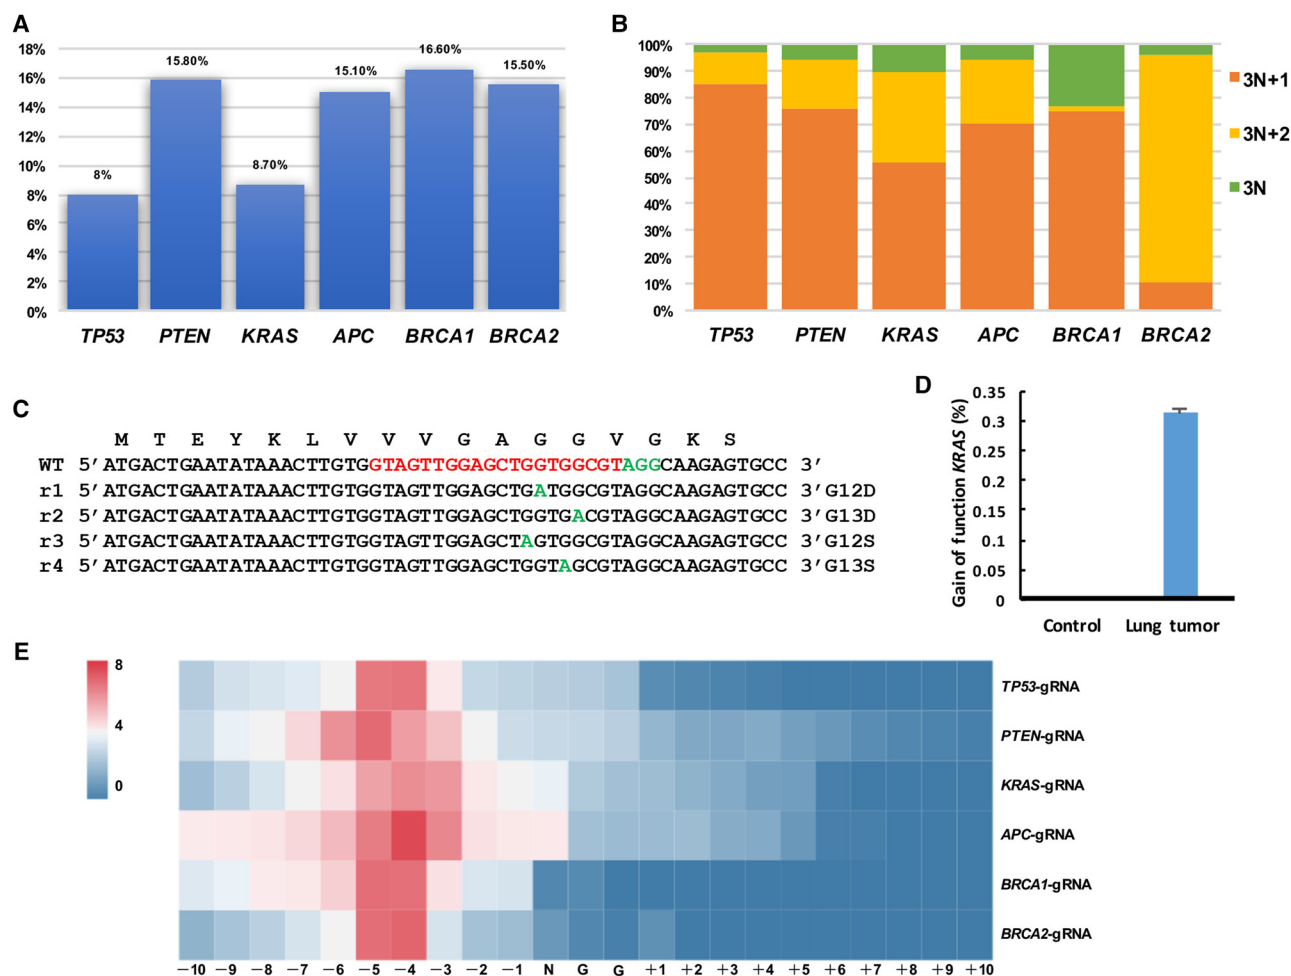 A
18%
16%
14%
12%
10%
8%
6%
4%
2%
0%
8%
15.80%
8.70%
15.10%
16.60%
15.50%
TP53 PTEN KRAS APC BRCA1 BRCA2
B
100%
90%
80%
70%
60%
50%
40%
30%
20%
10%
0%
TP53 PTEN KRAS APC BRCA1 BRCA2
3N+1
3N+2
3N
C
M T E Y K L V V V G A G G V G K S
WT 5’ATGACTGAATATAAACTTGTGGTAGTTGGAGCTGGTGGCGTAGGCAAGAGTGCC 3’
r1 5’ATGACTGAATATAAACTTGTGGTAGTTGGAGCTGATGGCGTAGGCAAGAGTGCC 3’G12D
r2 5’ATGACTGAATATAAACTTGTGGTAGTTGGAGCTGGTGACGTAGGCAAGAGTGCC 3’G13D
r3 5’ATGACTGAATATAAACTTGTGGTAGTTGGAGCTAGTGGCGTAGGCAAGAGTGCC 3’G12S
r4 5’ATGACTGAATATAAACTTGTGGTAGTTGGAGCTGGTAGCGTAGGCAAGAGTGCC 3’G13S
D
Gain of function KRAS (%)
0.35
0.3
0.25
0.2
0.15
0.1
0.05
0
Control Lung tumor
E
8
4
0
TP53-gRNA
PTEN-gRNA
KRAS-gRNA
APC-gRNA
BRCA1-gRNA
BRCA2-gRNA
−10 −9 −8 −7 −6 −5 −4 −3 −2 −1 N G G +1 +2 +3 +4 +5 +6 +7 +8 +9 +10